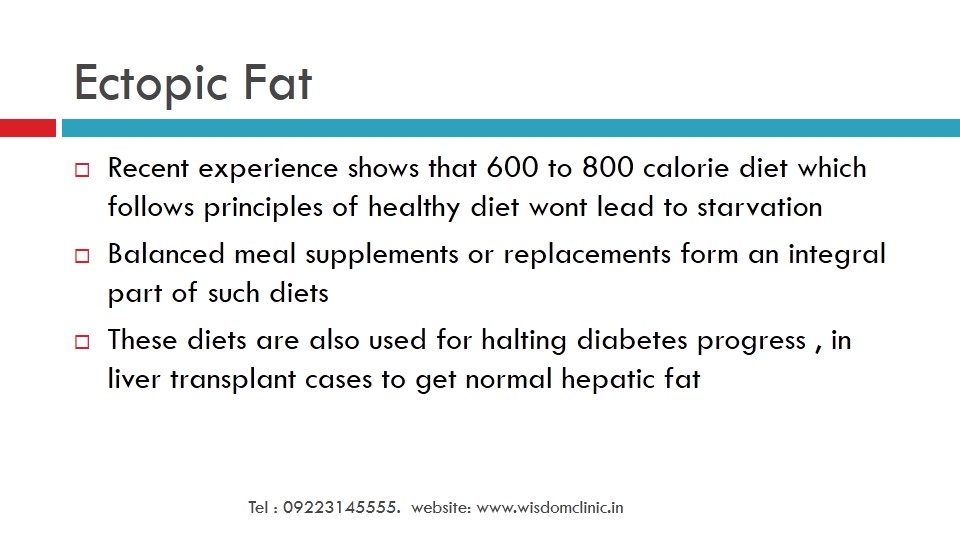 Ectopic Fat
Recent experience shows that 600 to 800 calorie diet which
follows principles of healthy diet wont lead to starvation
Balanced meal supplements or replacements form an integral
part of such diets
These diets are also used for halting diabetes progress , in
liver transplant cases to get normal hepatic fat
Tel : 09223145555.  website: www.wisdomclinic.in